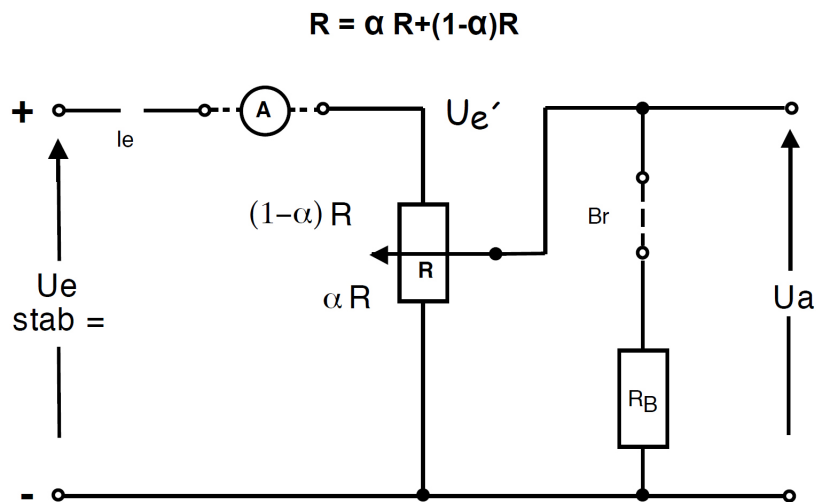 R = α R+(1-α)R
+
Ie
A
Ue´
(1−α) R
R
α R
Br
Ue
stab =
Ua
RB
-